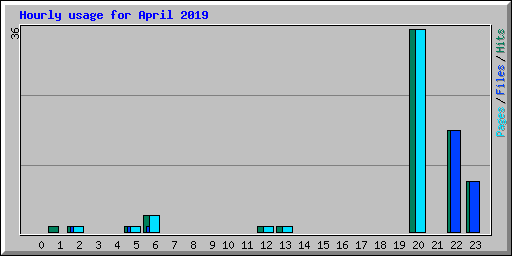 Hourly usage for April 2019
36
Pages/Files/Hits
0 1 2 3 4 5 6 7 8 9 10 11 12 13 14 15 16 17 18 19 20 21 22 23